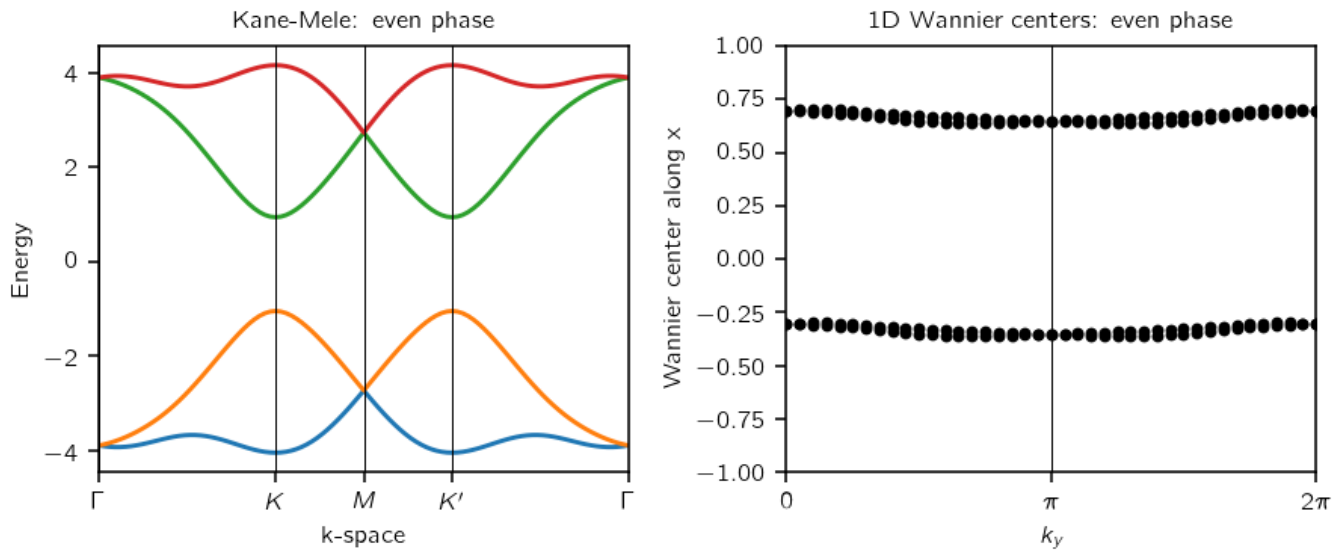 Kane-Mele: even phase
Energy
4
2
0
−2
−4
Γ
K
M
K′
Γ
k-space
1D Wannier centers: even phase
Wannier center along x
1.00
0.75
0.50
0.25
0.00
−0.25
−0.50
−0.75
−1.00
0
π
2π
k_y